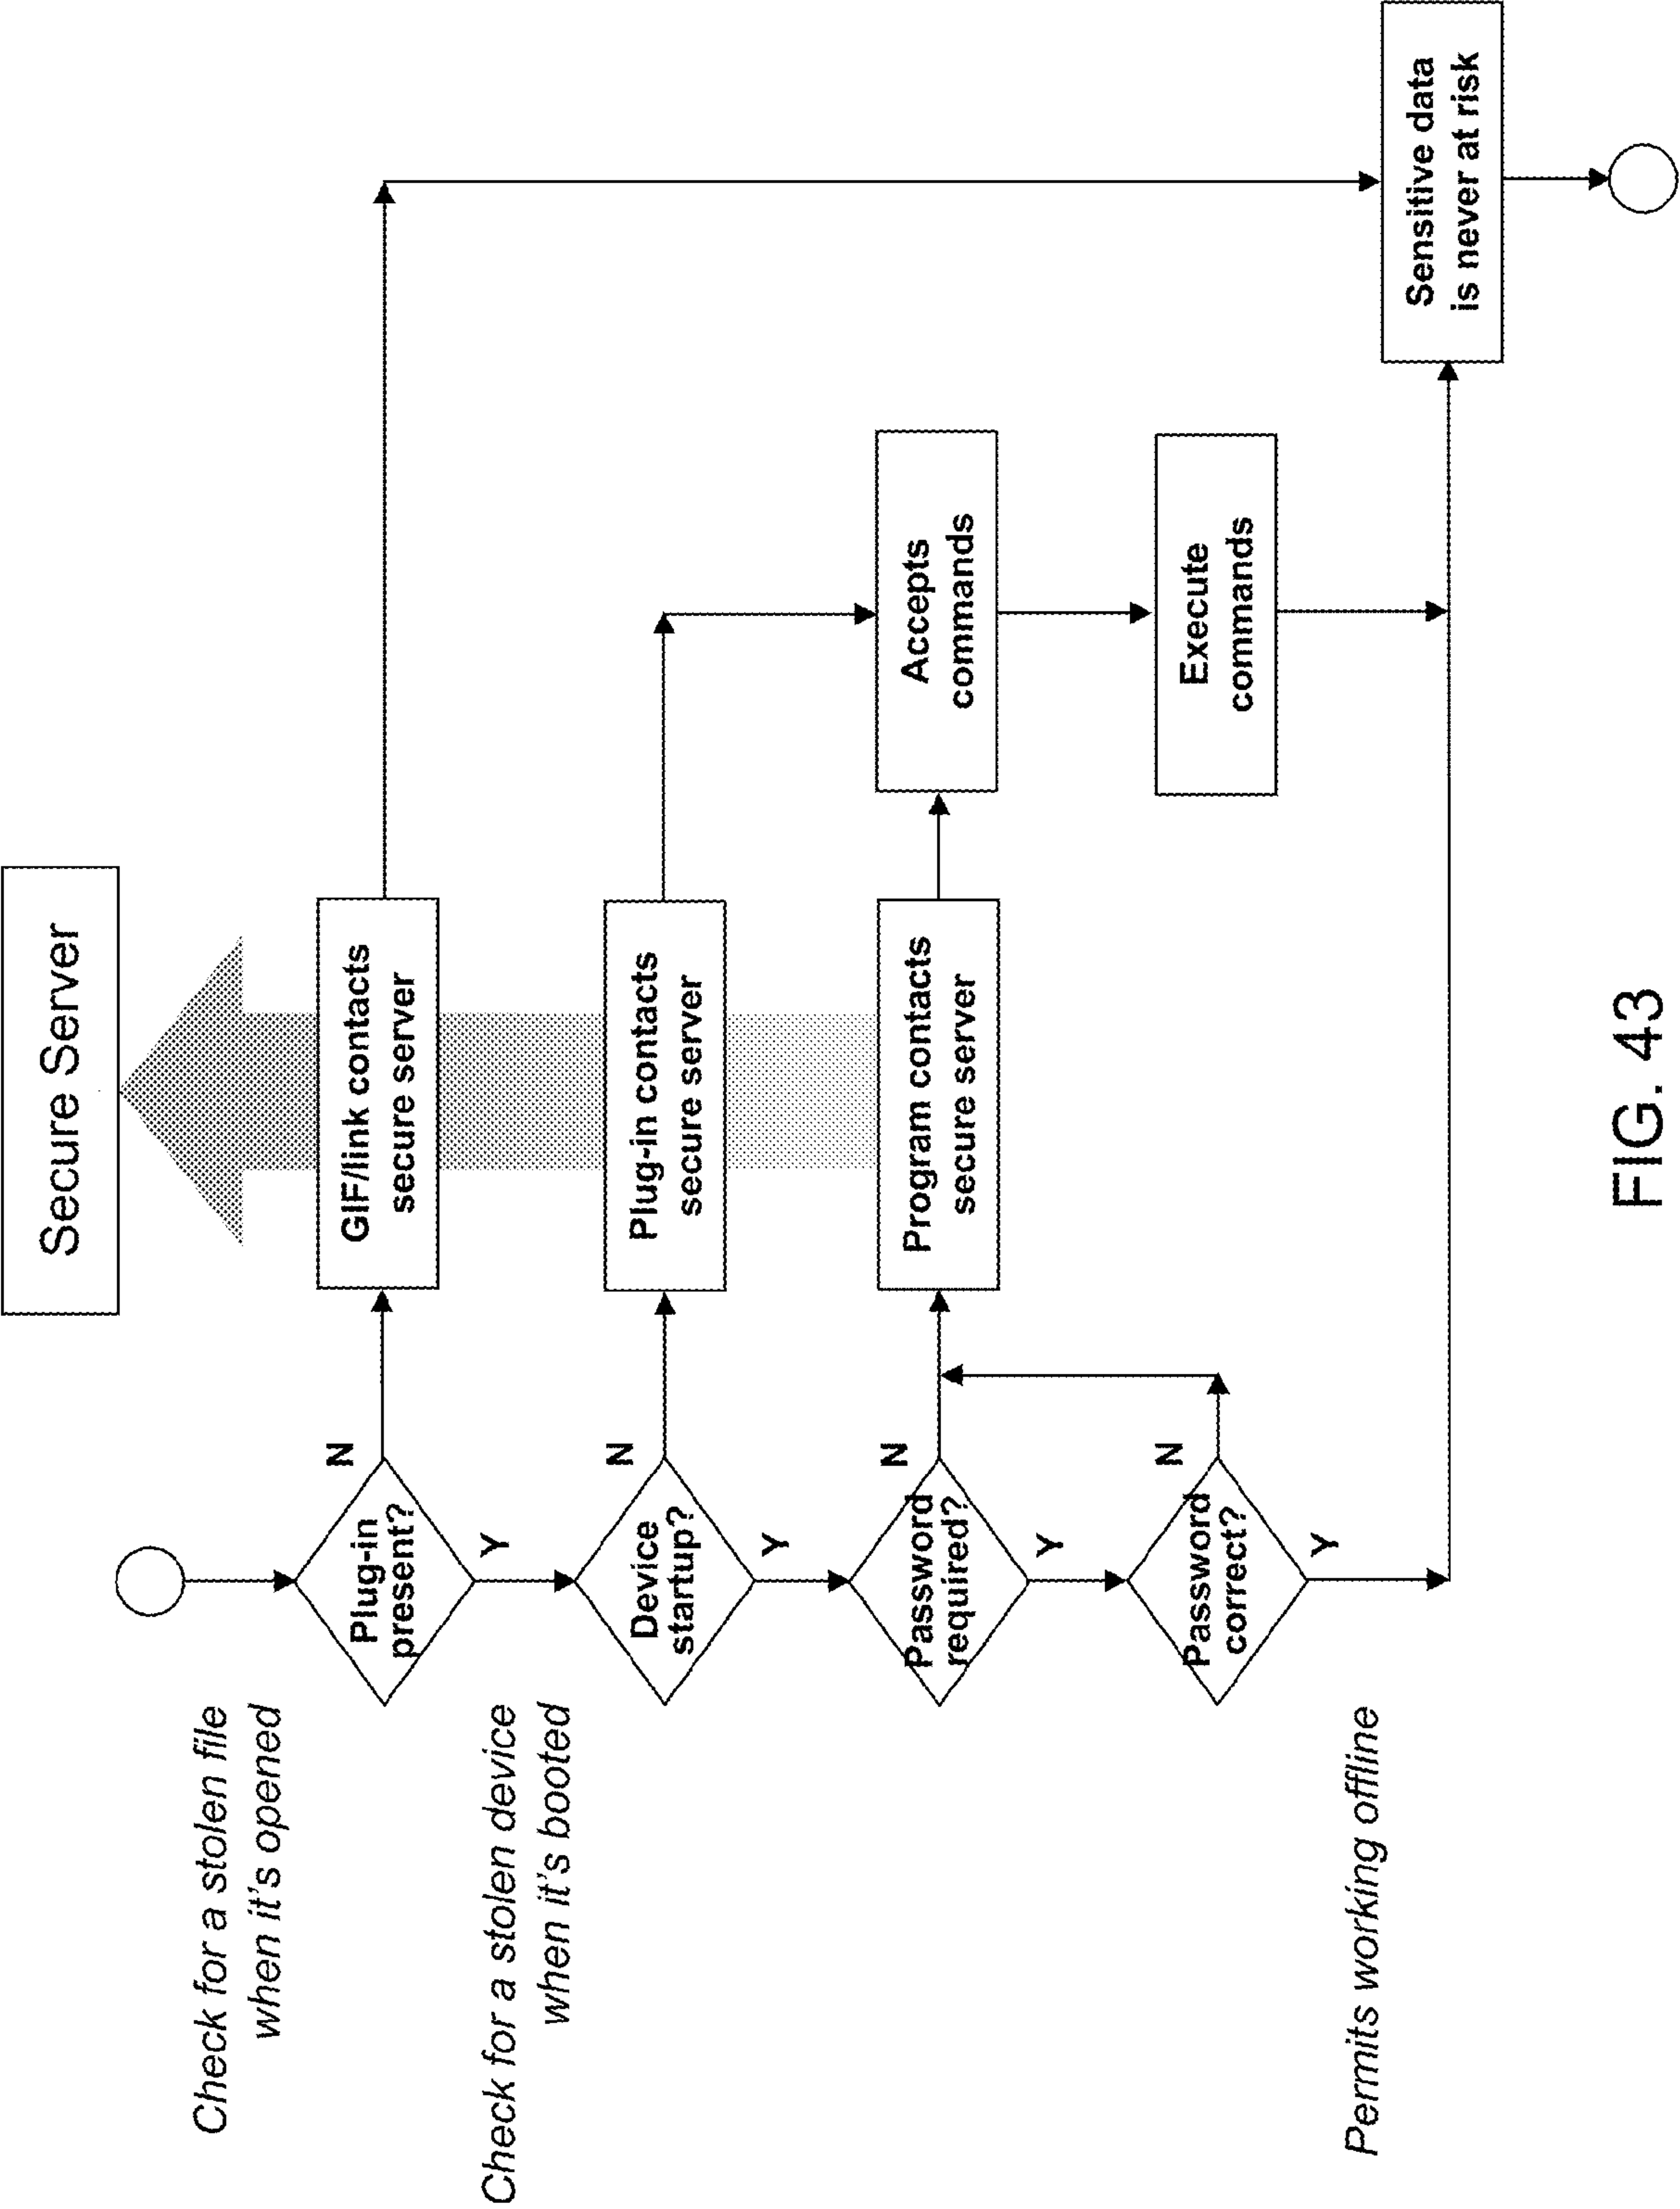 Secure Server
Check for a stolen file
when it's opened
Plug-in
present?
N
Y
GIF/link contacts
secure server
Check for a stolen device
when it's booted
Device
startup?
N
Y
Plug-in contacts
secure server
Password
required?
N
Y
Program contacts
secure server
Accepts
commands
Password
correct?
N
Y
Execute
commands
Permits working offline
Sensitive data
is never at risk
FIG. 43